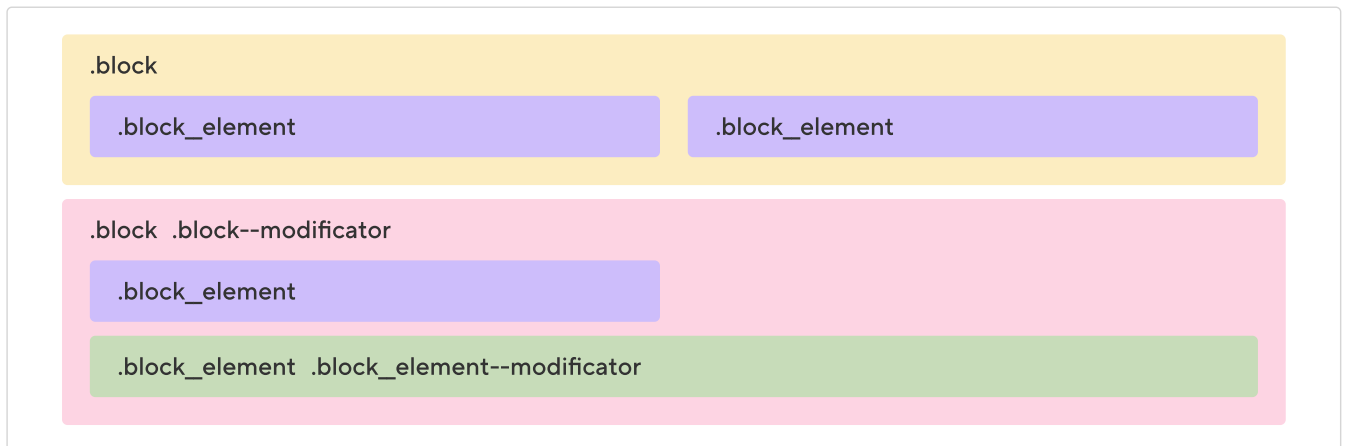 .block
.block_element .block_element
.block .block--modificator
.block_element
.block_element .block_element--modificator